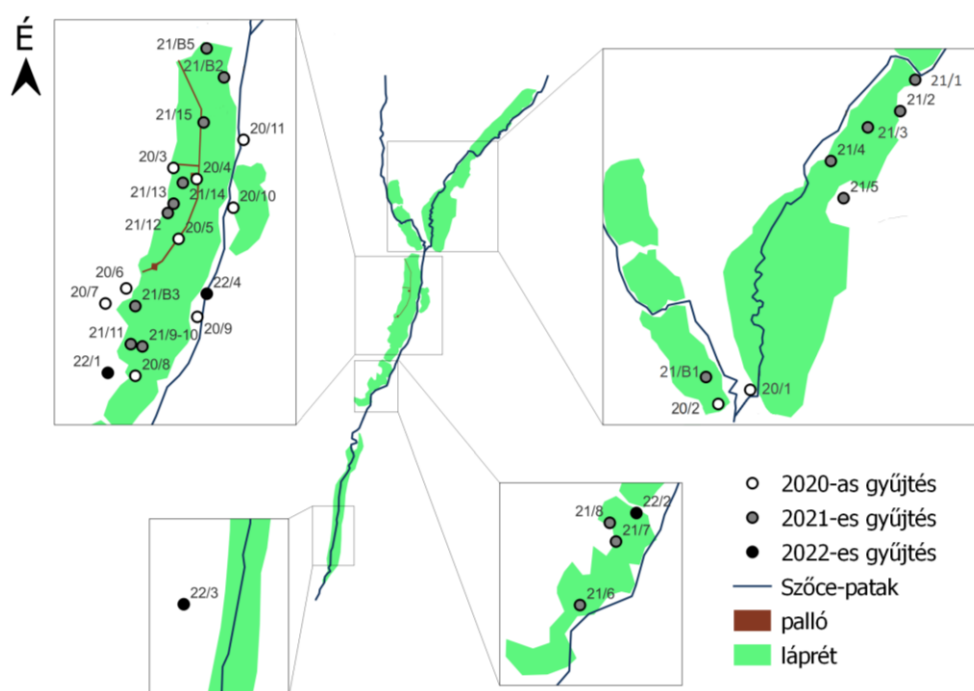 É
21/B5
21/B2
21/15
20/11
20/3
20/4
21/13
21/14
20/10
21/12
20/5
20/6
20/7
21/B3
22/4
20/9
21/11
21/9-10
22/1
20/8
21/1
21/2
21/3
21/4
21/5
21/B1
20/1
20/2
22/3
22/2
21/8
21/7
21/6
2020-as gyűjtés
2021-es gyűjtés
2022-es gyűjtés
Szőce-patak
palló
láprét